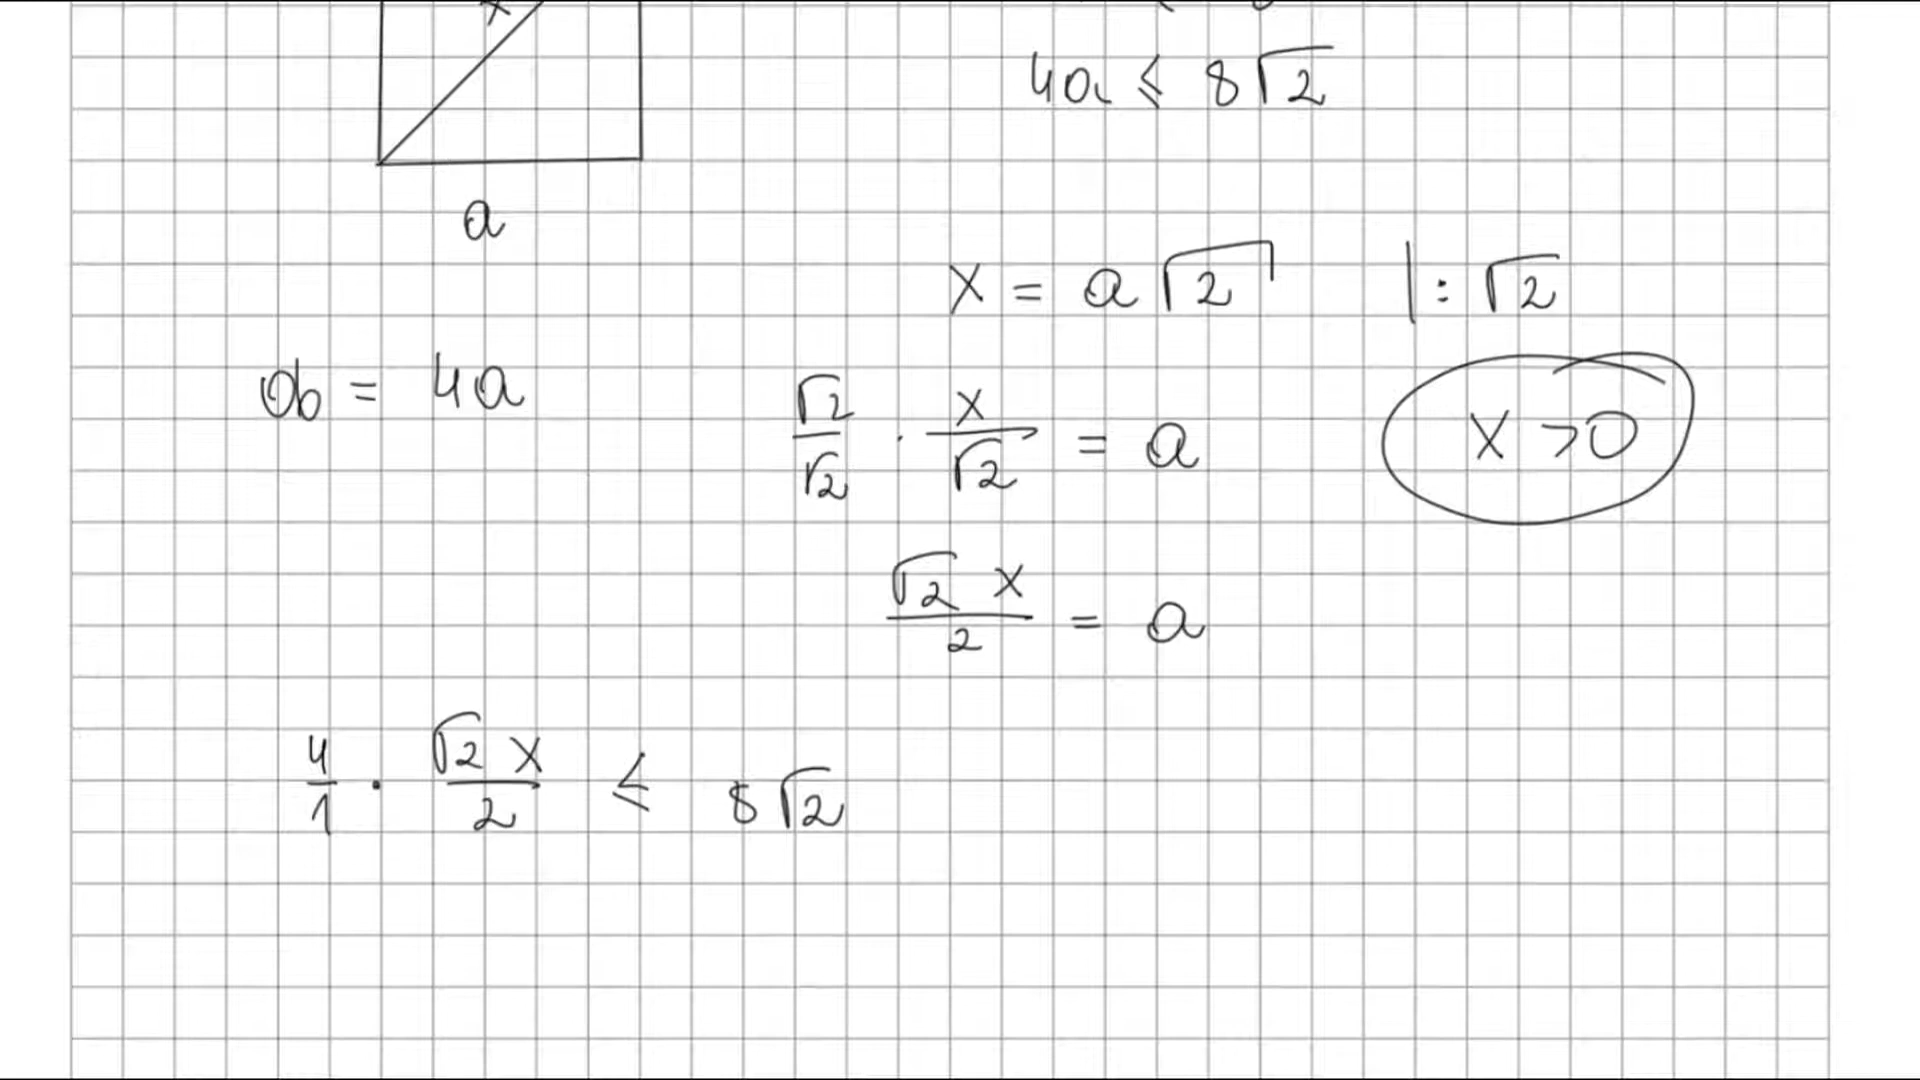 x
4a ≤ 8√2
a
x = a√2 | : √2
Ob = 4a
√2/√2 · x/√2 = a
x > 0
√2 x/2 = a
4/1 · √2 x/2 ≤ 8√2